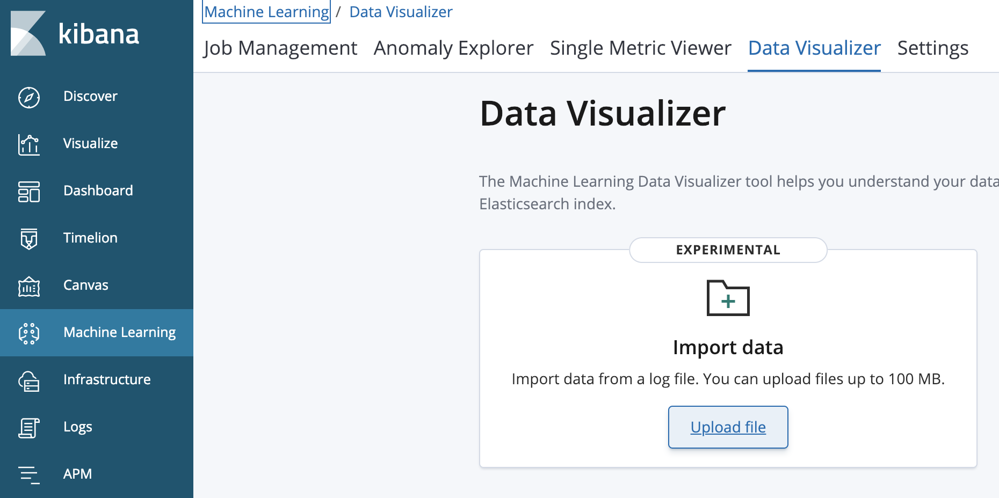 kibana
Discover
Visualize
Dashboard
Timelion
Canvas
Machine Learning
Infrastructure
Logs
APM
Machine Learning / Data Visualizer
Job Management Anomaly Explorer Single Metric Viewer Data Visualizer Settings
Data Visualizer
The Machine Learning Data Visualizer tool helps you understand your data
Elasticsearch index.
EXPERIMENTAL
Import data
Import data from a log file. You can upload files up to 100 MB.
Upload file